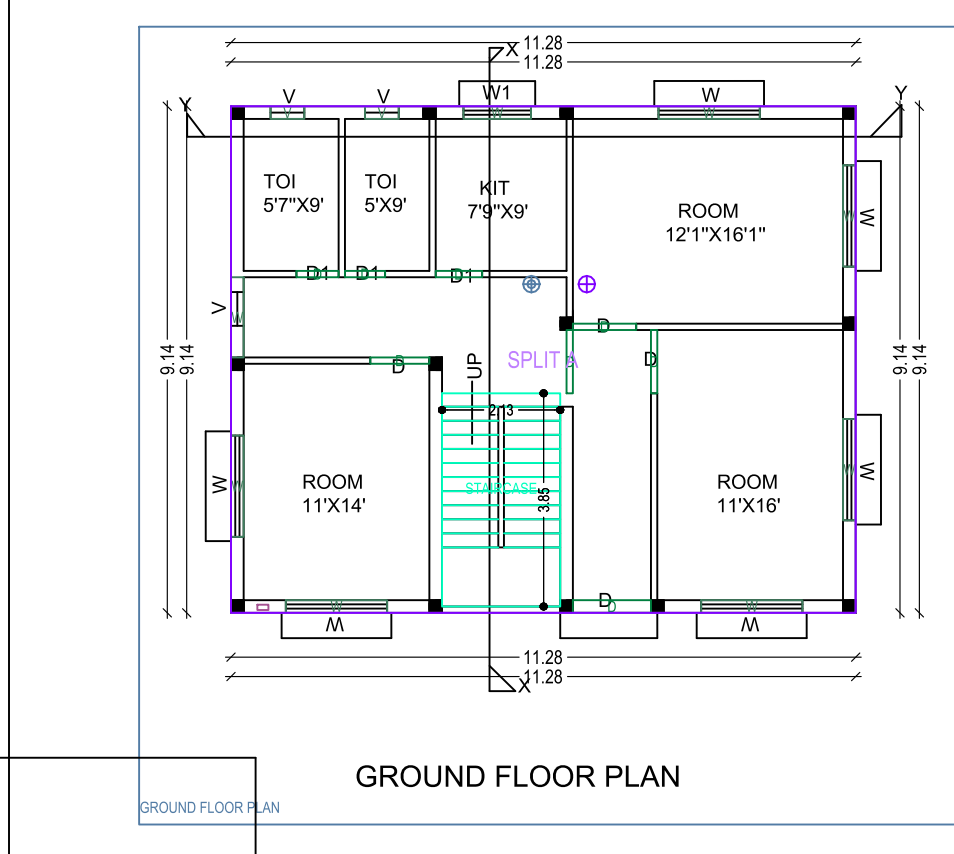 11.28
X
11.28
W1
W
V
V
Y
Y
V
V
W
W
TOI
5'7"X9'
TOI
5'X9'
KIT
7'9"X9'
ROOM
12'1"X16'1"
W
W
D1
D1
D1
V
W
D
D
SPLIT A
UP
D
9.14
9.14
9.14
9.14
2.13
ROOM
11'X14'
STAIRCASE
3.85
ROOM
11'X16'
W
W
W
W
D
D
W
W
W
W
11.28
11.28
X
GROUND FLOOR PLAN
GROUND FLOOR PLAN